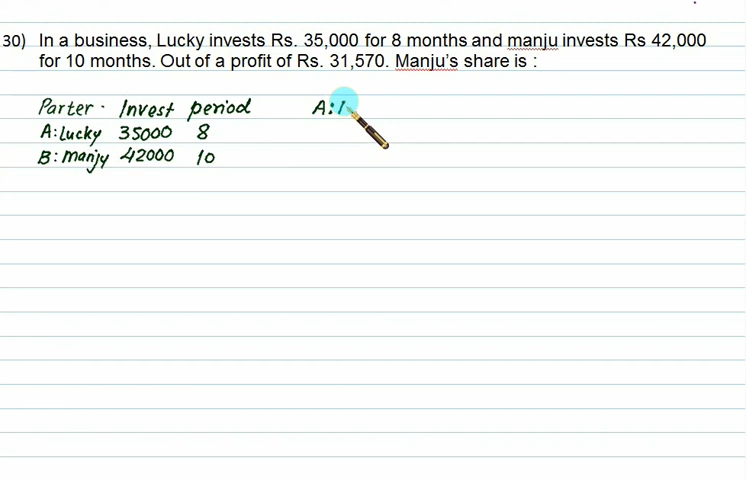 30) In a business, Lucky invests Rs. 35,000 for 8 months and manju invests Rs 42,000
for 10 months. Out of a profit of Rs. 31,570. Manju's share is :
Parter · Invest period A:
A:Lucky 35000 8
B:manjy 42000 10